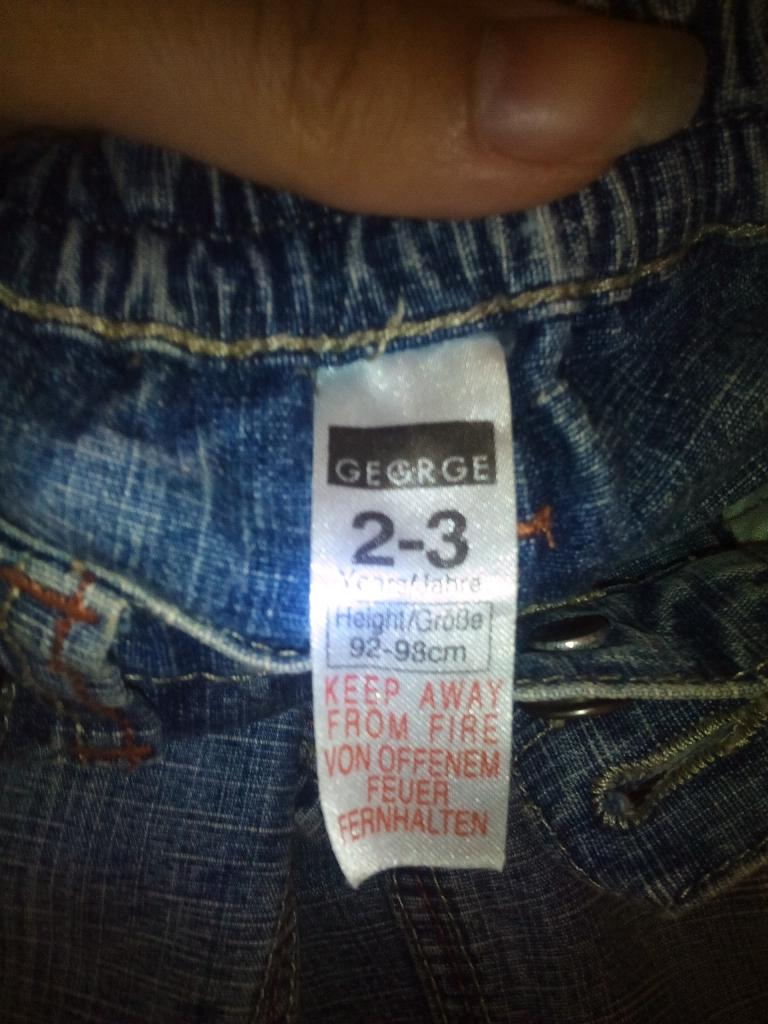 GEORGE
2-3
Years/Jahre
Height/Größe
92-98cm
KEEP AWAY
FROM FIRE
VON OFFENEM
FEUER
FERNHALTEN